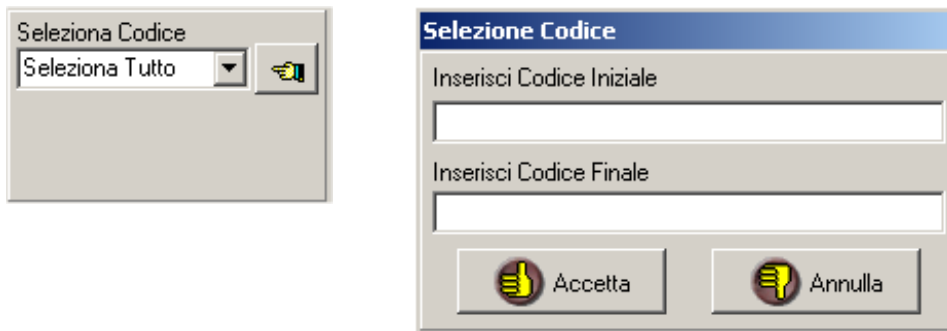 Seleziona Codice
Seleziona Tutto
Selezione Codice
Inserisci Codice Iniziale
Inserisci Codice Finale
Accetta
Annulla